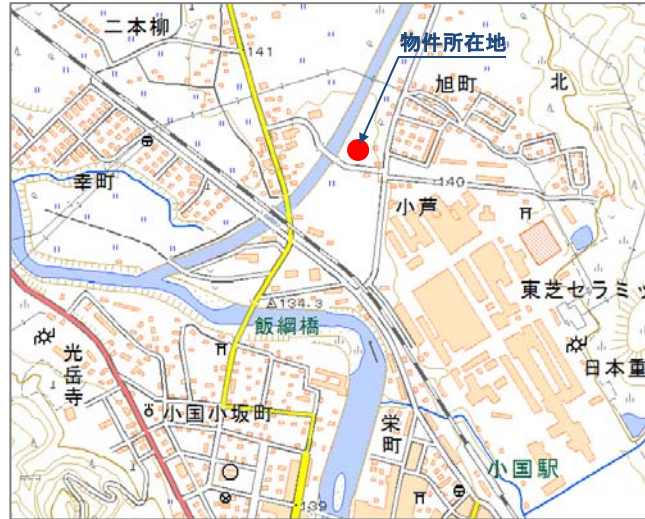 二本柳
141
物件所在地
旭町
北
幸町
140
小芦
東芝セラミッ
134.3
飯綱橋
光岳寺
日本重
小国小坂町
栄町
小国駅
139